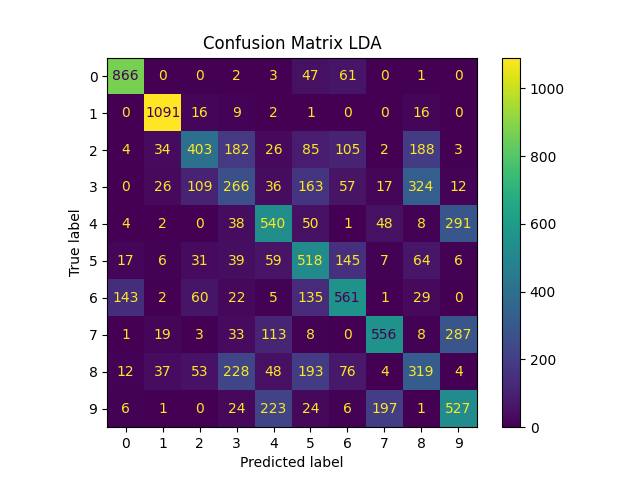 Confusion Matrix LDA
True label
0 866 0 0 2 3 47 61 0 1 0
1 0 1091 16 9 2 1 0 0 16 0
2 4 34 403 182 26 85 105 2 188 3
3 0 26 109 266 36 163 57 17 324 12
4 4 2 0 38 540 50 1 48 8 291
5 17 6 31 39 59 518 145 7 64 6
6 143 2 60 22 5 135 561 1 29 0
7 1 19 3 33 113 8 0 556 8 287
8 12 37 53 228 48 193 76 4 319 4
9 6 1 0 24 223 24 6 197 1 527
0 1 2 3 4 5 6 7 8 9
Predicted label
1000
800
600
400
200
0